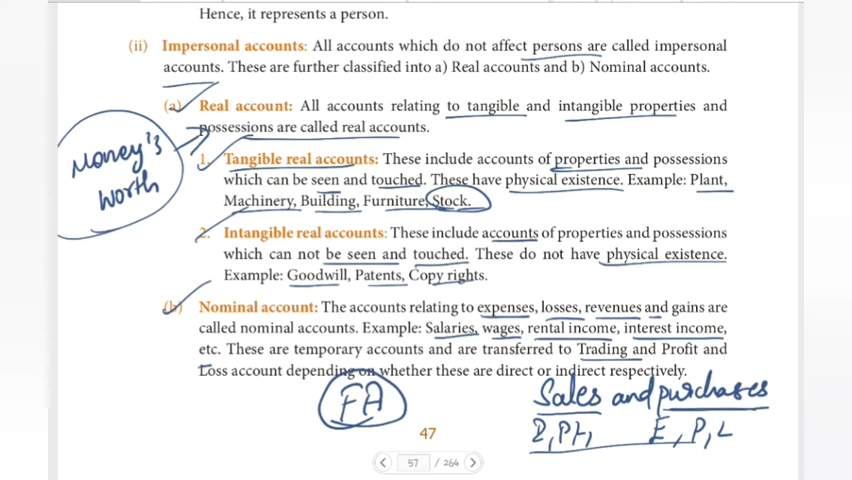 Hence, it represents a person.
(ii) Impersonal accounts: All accounts which do not affect persons are called impersonal
accounts. These are further classified into a) Real accounts and b) Nominal accounts.
(a) Real account: All accounts relating to tangible and intangible properties and
possessions are called real accounts.
Money's
worth
1. Tangible real accounts: These include accounts of properties and possessions
which can be seen and touched. These have physical existence. Example: Plant,
Machinery, Building, Furniture, Stock.
2. Intangible real accounts: These include accounts of properties and possessions
which can not be seen and touched. These do not have physical existence.
Example: Goodwill, Patents, Copy rights.
(b) Nominal account: The accounts relating to expenses, losses, revenues and gains are
called nominal accounts. Example: Salaries, wages, rental income, interest income,
etc. These are temporary accounts and are transferred to Trading and Profit and
Loss account depending on whether these are direct or indirect respectively.
FA
Sales and purchases
E, P, L
47
57 / 264